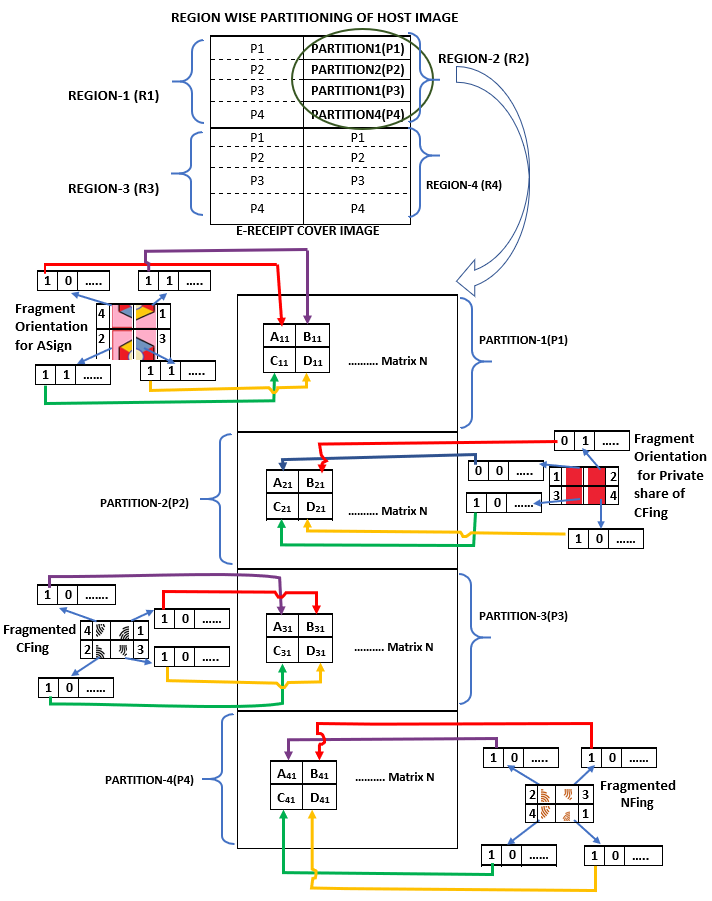 REGION WISE PARTITIONING OF HOST IMAGE
P1 PARTITION1(P1)
P2 PARTITION2(P2)
P3 PARTITION1(P3)
P4 PARTITION4(P4)
REGION-1 (R1)
REGION-2 (R2)
P1 P1
P2 P2
P3 P3
P4 P4
REGION-3 (R3)
REGION-4 (R4)
E-RECEIPT COVER IMAGE
1 0 .....
1 1 .....
Fragment
Orientation
for ASign
4 1
2 3
1 1 ......
1 1 .....
A11 B11
C11 D11
.......... Matrix N
PARTITION-1(P1)
PARTITION-2(P2)
A21 B21
C21 D21
.......... Matrix N
0 1 .....
0 0 .....
1 0 ......
1 0 ......
1 2
3 4
Fragment
Orientation
for Private
share of
CFing
1 0 .......
1 0 ......
Fragmented
CFing
4 1
2 3
1 0 .....
1 0 ......
A31 B31
C31 D31
.......... Matrix N
PARTITION-3(P3)
PARTITION-4(P4)
A41 B41
C41 D41
.......... Matrix N
1 0 .....
1 0 ......
2 3
4 1
Fragmented
NFing
1 0 ......
1 0 .....